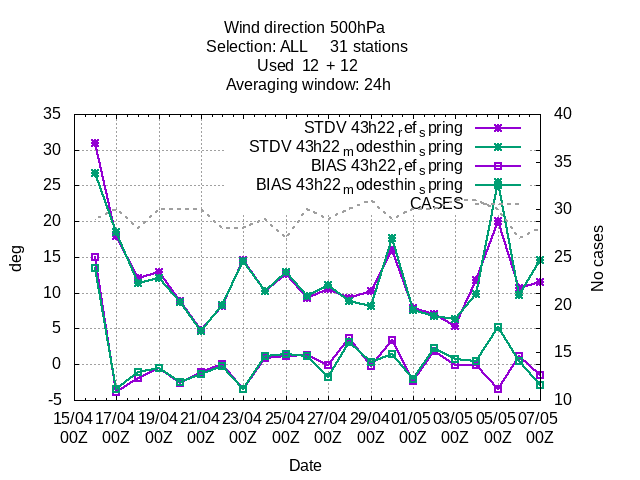 Wind direction 500hPa
Selection: ALL 31 stations
Used 12 + 12
Averaging window: 24h
35 40
STDV 43h22_ref_spring
STDV 43h22_modesthin_spring
30 35
BIAS 43h22_ref_spring
25 BIAS 43h22_modesthin_spring
CASES 30
20
15 25
10 20
5
0 15
-5 10
deg
No cases
15/04 17/04 19/04 21/04 23/04 25/04 27/04 29/04 01/05 03/05 05/05 07/05
00Z 00Z 00Z 00Z 00Z 00Z 00Z 00Z 00Z 00Z 00Z 00Z
Date